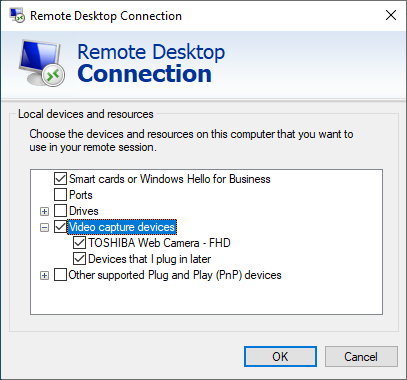 Remote Desktop Connection
Remote Desktop
Connection
Local devices and resources
Choose the devices and resources on this computer that you want to
use in your remote session.
Smart cards or Windows Hello for Business
Ports
Drives
Video capture devices
TOSHIBA Web Camera - FHD
Devices that I plug in later
Other supported Plug and Play (PnP) devices
OK Cancel